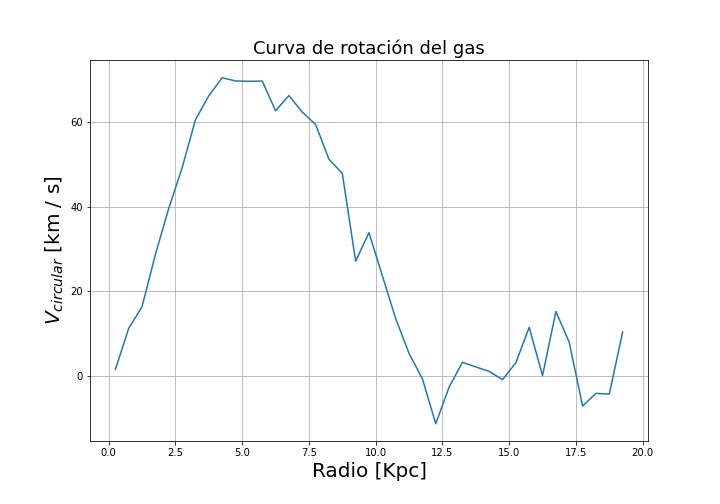 Curva de rotación del gas
60
40
20
0
V_circular [km / s]
0.0 2.5 5.0 7.5 10.0 12.5 15.0 17.5 20.0
Radio [Kpc]